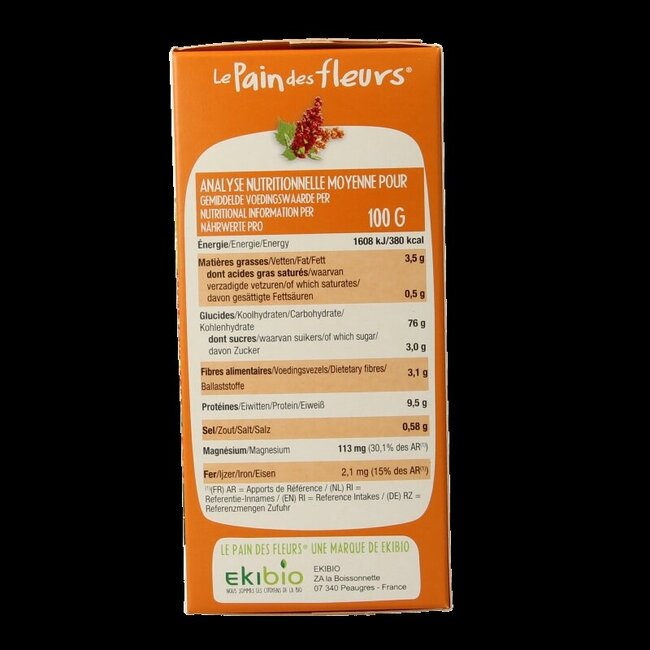 Le Pain des fleurs®
ANALYSE NUTRITIONNELLE MOYENNE POUR
GEMIDDELDE VOEDINGSWAARDE PER
NUTRITIONAL INFORMATION PER
NÄHRWERTE PRO
100 G
Énergie/Energie/Energy 1608 kJ/380 kcal
Matières grasses/Vetten/Fat/Fett 3,5 g
dont acides gras saturés/waarvan
verzadigde vetzuren/of which saturates/
davon gesättigte Fettsäuren 0,5 g
Glucides/Koolhydraten/Carbohydrate/
Kohlenhydrate 76 g
dont sucres/waarvan suikers/of which sugar/
davon Zucker 3,0 g
Fibres alimentaires/Voedingsvezels/Dietetary fibres/
Ballaststoffe 3,1 g
Protéines/Eiwitten/Protein/Eiweiß 9,5 g
Sel/Zout/Salt/Salz 0,58 g
Magnésium/Magnesium 113 mg (30,1% des AR⁽¹⁾)
Fer/Ijzer/Iron/Eisen 2,1 mg (15% des AR⁽¹⁾)
⁽¹⁾(FR) AR = Apports de Référence / (NL) RI =
Referentie-Innames / (EN) RI = Reference Intakes / (DE) RZ =
Referenzmengen Zufuhr
LE PAIN DES FLEURS® UNE MARQUE DE EKIBIO
EKIBIO
NOUS SOMMES LES CITOYENS DE LA BIO
EKIBIO
ZA la Boissonnette
07 340 Peaugres - France